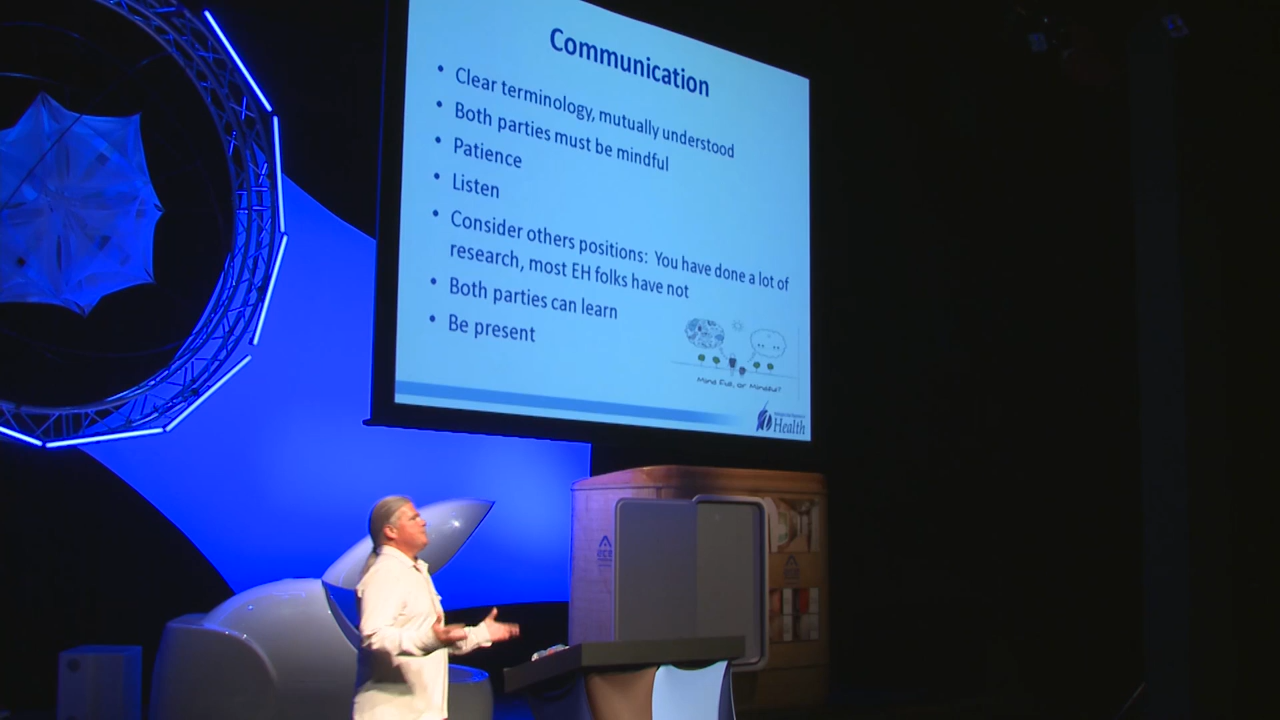 Communication
• Clear terminology, mutually understood
• Both parties must be mindful
• Patience
• Listen
• Consider others positions: You have done a lot of
research, most EH folks have not
• Both parties can learn
• Be present
Mind Full, or Mindful?
Health